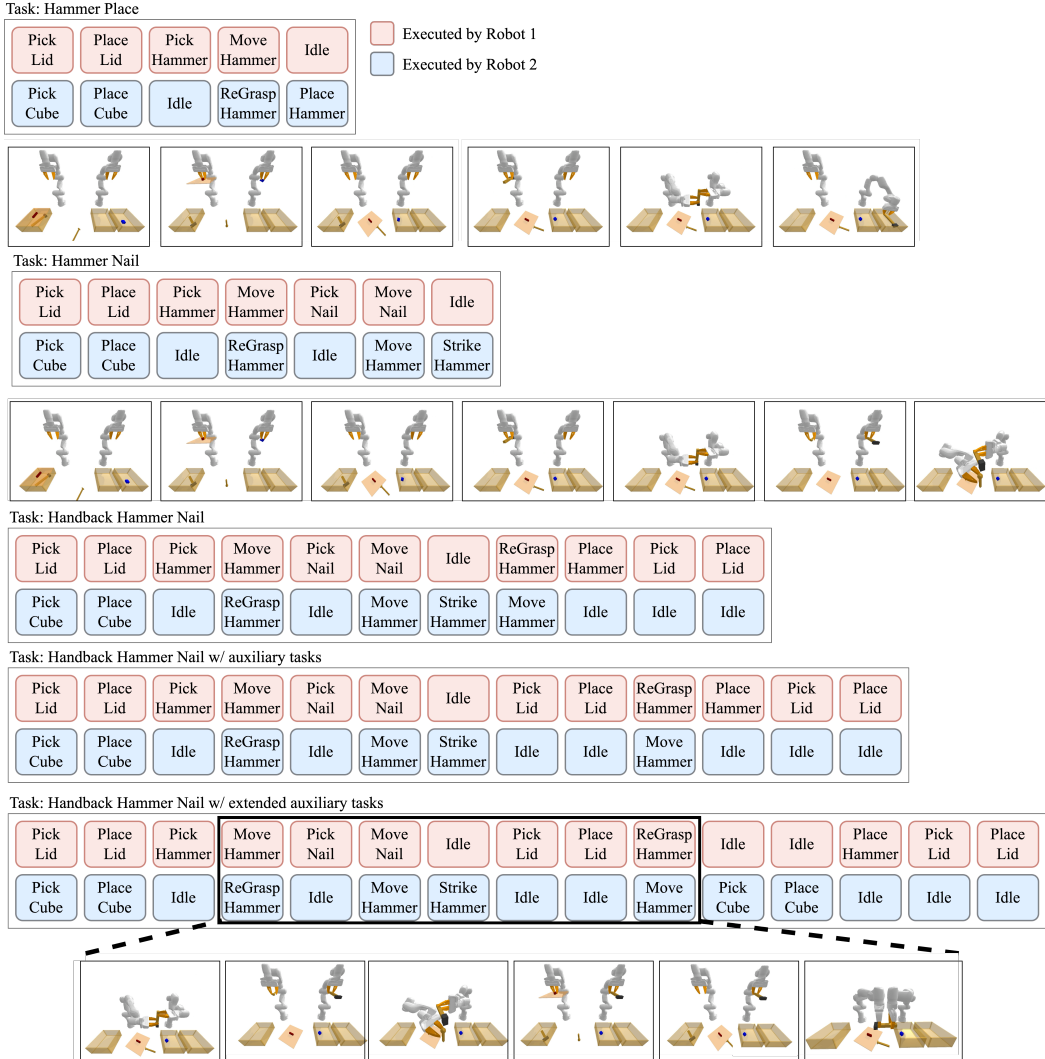 Task: Hammer Place
Pick Lid
Place Lid
Pick Hammer
Move Hammer
Idle
Pick Cube
Place Cube
Idle
ReGrasp Hammer
Place Hammer
Executed by Robot 1
Executed by Robot 2
Task: Hammer Nail
Pick Lid
Place Lid
Pick Hammer
Move Hammer
Pick Nail
Move Nail
Idle
Pick Cube
Place Cube
Idle
ReGrasp Hammer
Idle
Move Hammer
Strike Hammer
Task: Handback Hammer Nail
Pick Lid
Place Lid
Pick Hammer
Move Hammer
Pick Nail
Move Nail
Idle
ReGrasp Hammer
Place Hammer
Pick Lid
Place Lid
Pick Cube
Place Cube
Idle
ReGrasp Hammer
Idle
Move Hammer
Strike Hammer
Move Hammer
Idle
Idle
Idle
Task: Handback Hammer Nail w/ auxiliary tasks
Pick Lid
Place Lid
Pick Hammer
Move Hammer
Pick Nail
Move Nail
Idle
Pick Lid
Place Lid
ReGrasp Hammer
Place Hammer
Pick Lid
Place Lid
Pick Cube
Place Cube
Idle
ReGrasp Hammer
Idle
Move Hammer
Strike Hammer
Idle
Idle
Move Hammer
Idle
Idle
Idle
Task: Handback Hammer Nail w/ extended auxiliary tasks
Pick Lid
Place Lid
Pick Hammer
Move Hammer
Pick Nail
Move Nail
Idle
Pick Lid
Place Lid
ReGrasp Hammer
Idle
Idle
Place Hammer
Pick Lid
Place Lid
Pick Cube
Place Cube
Idle
ReGrasp Hammer
Idle
Move Hammer
Strike Hammer
Idle
Idle
Move Hammer
Pick Cube
Place Cube
Idle
Idle
Idle